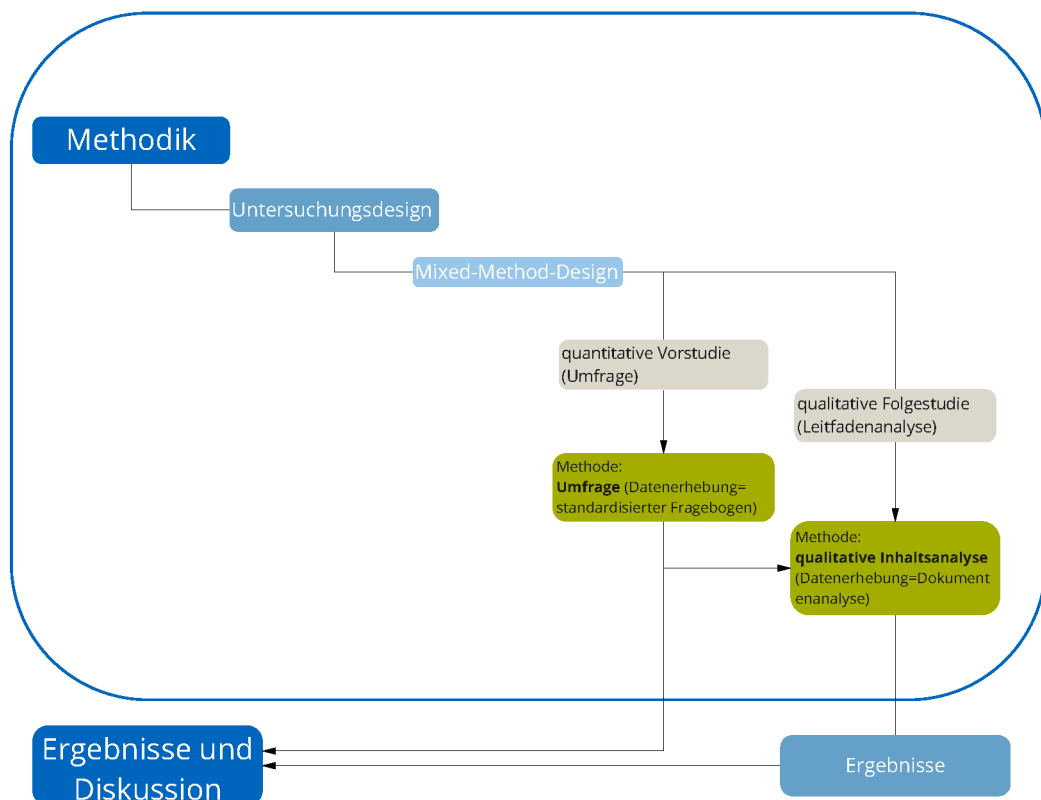 Methodik
Untersuchungsdesign
Mixed-Method-Design
quantitative Vorstudie
(Umfrage)
qualitative Folgestudie
(Leitfadenanalyse)
Methode:
Umfrage (Datenerhebung=
standardisierter Fragebogen)
Methode:
qualitative Inhaltsanalyse
(Datenerhebung=Dokument
enanalyse)
Ergebnisse und
Diskussion
Ergebnisse